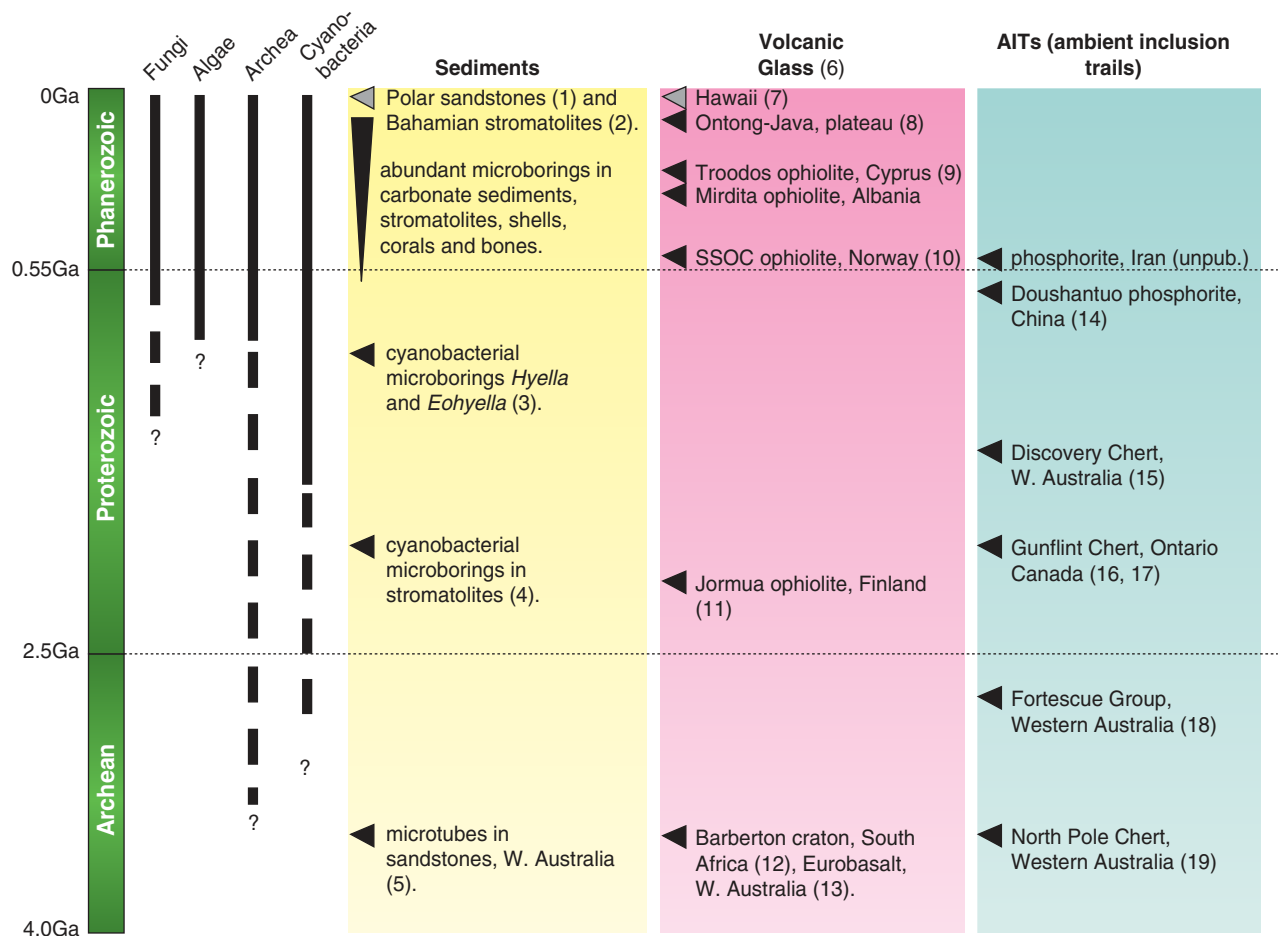 Fungi
Algae
Archea
Cyano-
bacteria
Sediments
Volcanic
Glass (6)
AITs (ambient inclusion
trails)
0Ga
0.55Ga
2.5Ga
4.0Ga
Phanerozoic
Proterozoic
Archean
?
?
?
?
Polar sandstones (1) and
Bahamian stromatolites (2).
abundant microborings in
carbonate sediments,
stromatolites, shells,
corals and bones.
cyanobacterial
microborings Hyella
and Eohyella (3).
cyanobacterial
microborings in
stromatolites (4).
microtubes in
sandstones, W. Australia
(5).
Hawaii (7)
Ontong-Java, plateau (8)
Troodos ophiolite, Cyprus (9)
Mirdita ophiolite, Albania
SSOC ophiolite, Norway (10)
Jormua ophiolite, Finland
(11)
Barberton craton, South
Africa (12), Eurobasalt,
W. Australia (13).
phosphorite, Iran (unpub.)
Doushantuo phosphorite,
China (14)
Discovery Chert,
W. Australia (15)
Gunflint Chert, Ontario
Canada (16, 17)
Fortescue Group,
Western Australia (18)
North Pole Chert,
Western Australia (19)